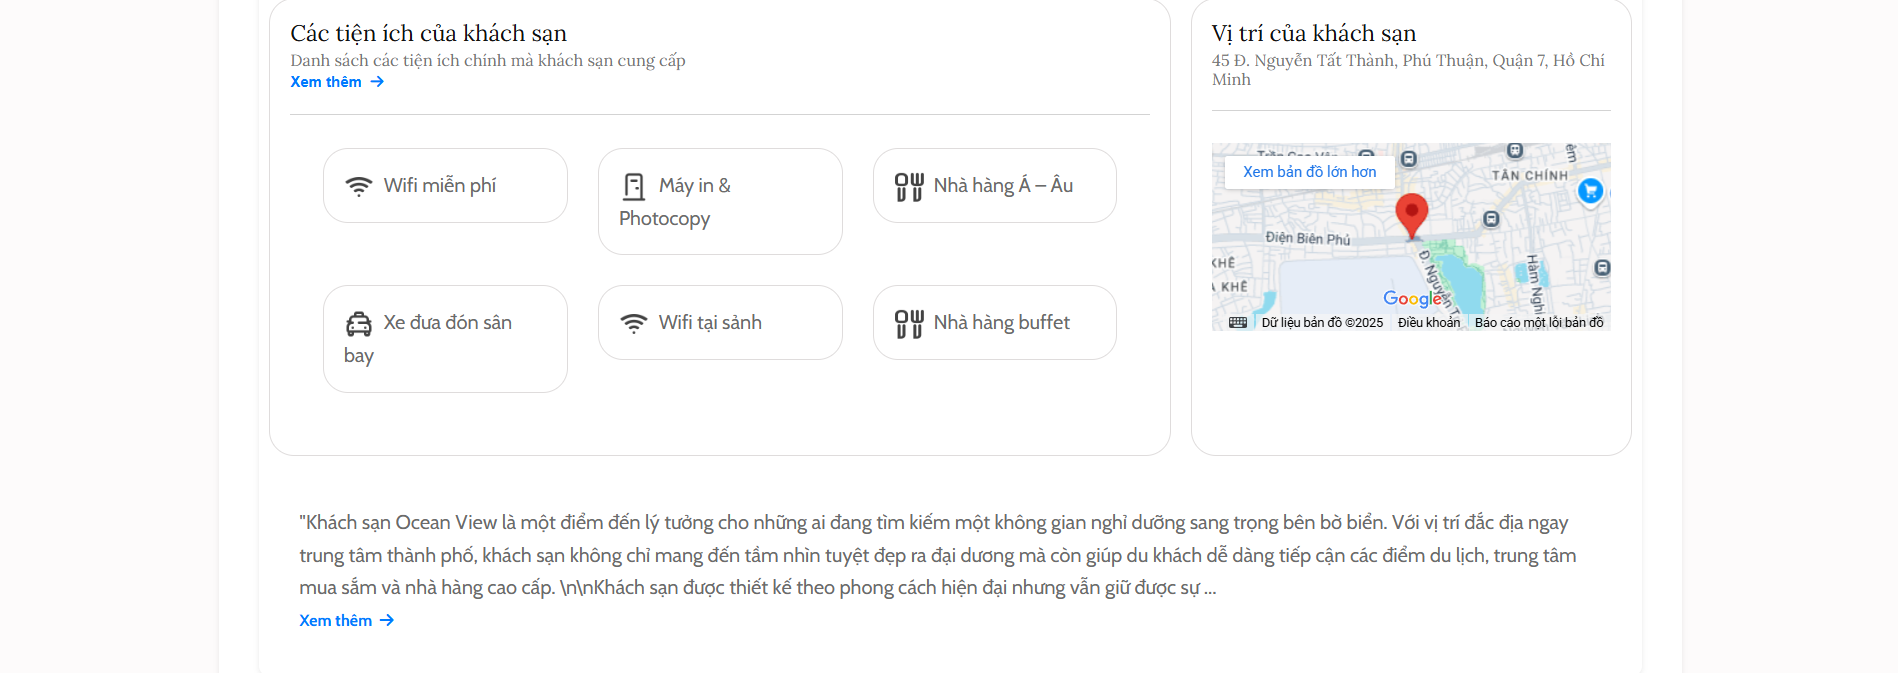 Các tiện ích của khách sạn
Danh sách các tiện ích chính mà khách sạn cung cấp
Xem thêm →
Wifi miễn phí
Máy in &
Photocopy
Nhà hàng Á – Âu
Xe đưa đón sân
bay
Wifi tại sảnh
Nhà hàng buffet
Vị trí của khách sạn
45 Đ. Nguyễn Tất Thành, Phú Thuận, Quận 7, Hồ Chí
Minh
Xem bản đồ lớn hơn
TÂN CHÍNH
Điện Biên Phủ
KHÊ
KHÊ
Đ. Nguyễn T
Hàm Nghi
Google
Dữ liệu bản đồ ©2025
Điều khoản
Báo cáo một lỗi bản đồ
"Khách sạn Ocean View là một điểm đến lý tưởng cho những ai đang tìm kiếm một không gian nghỉ dưỡng sang trọng bên bờ biển. Với vị trí đắc địa ngay
trung tâm thành phố, khách sạn không chỉ mang đến tầm nhìn tuyệt đẹp ra đại dương mà còn giúp du khách dễ dàng tiếp cận các điểm du lịch, trung tâm
mua sắm và nhà hàng cao cấp. \n\nKhách sạn được thiết kế theo phong cách hiện đại nhưng vẫn giữ được sự ...
Xem thêm →